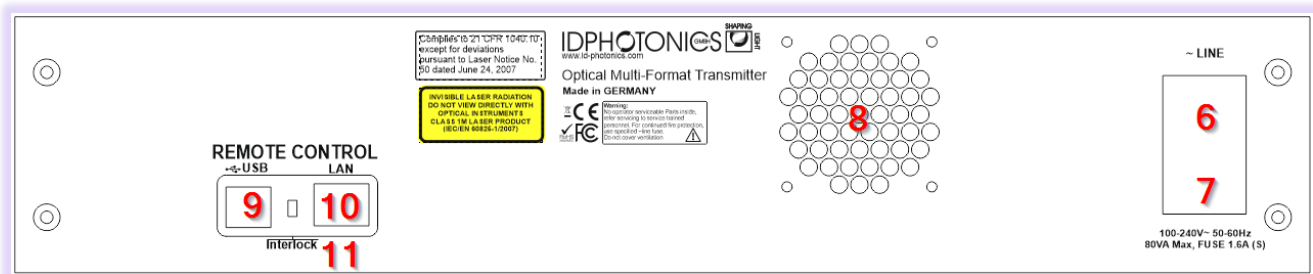 Complies to 21 CFR 1040.10
except for deviations
pursuant to Laser Notice No.
50 dated June 24, 2007
IDPHOTONICS GMBH
SHAPING
LIGHT
www.id-photonics.com
Optical Multi-Format Transmitter
Made in GERMANY
INVISIBLE LASER RADIATION
DO NOT VIEW DIRECTLY WITH
OPTICAL INSTRUMENTS
CLASS 1M LASER PRODUCT
(IEC/EN 60825-1/2007)
CE
FC
Warning:
No operator serviceable Parts inside,
refer servicing to service trained
personnel. For continued fire protection,
use specified ~line fuse.
Do not cover ventilation
8
~ LINE
6
7
100-240V~ 50-60Hz
80VA Max, FUSE 1.6A (S)
REMOTE CONTROL
USB
LAN
9
10
Interlock
11